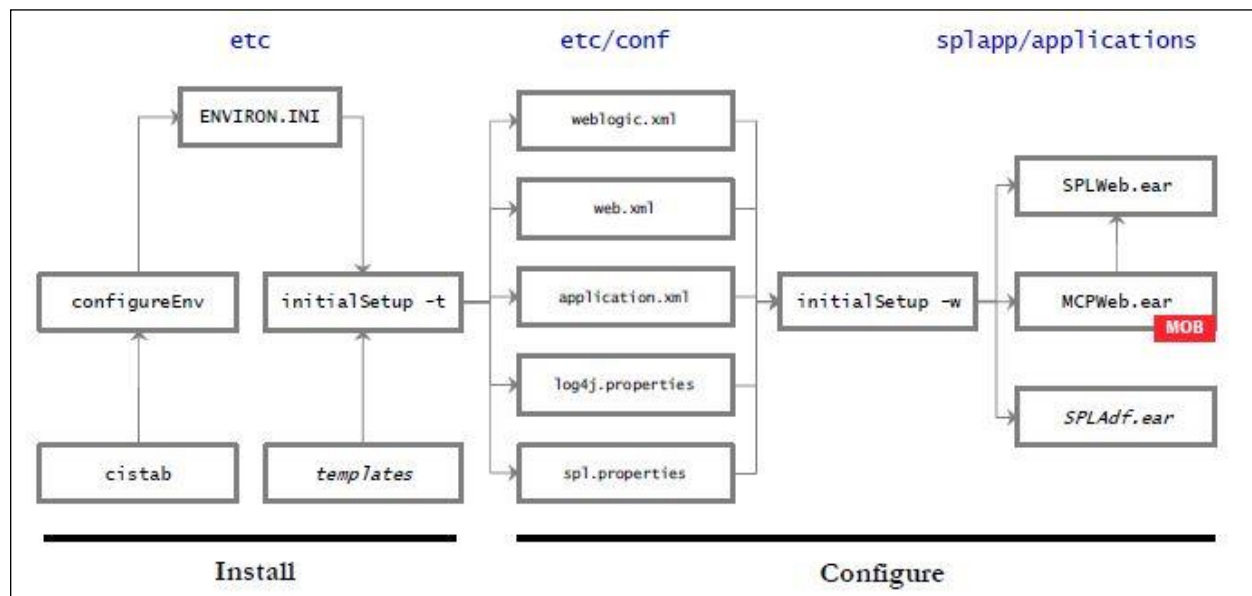 etc
etc/conf
splapp/applications
ENVIRON.INI
weblogic.xml
SPLWeb.ear
web.xml
configureEnv
initialSetup -t
application.xml
initialSetup -w
MCPWeb.ear
MOB
log4j.properties
SPLAdf.ear
cistab
templates
spl.properties
Install
Configure